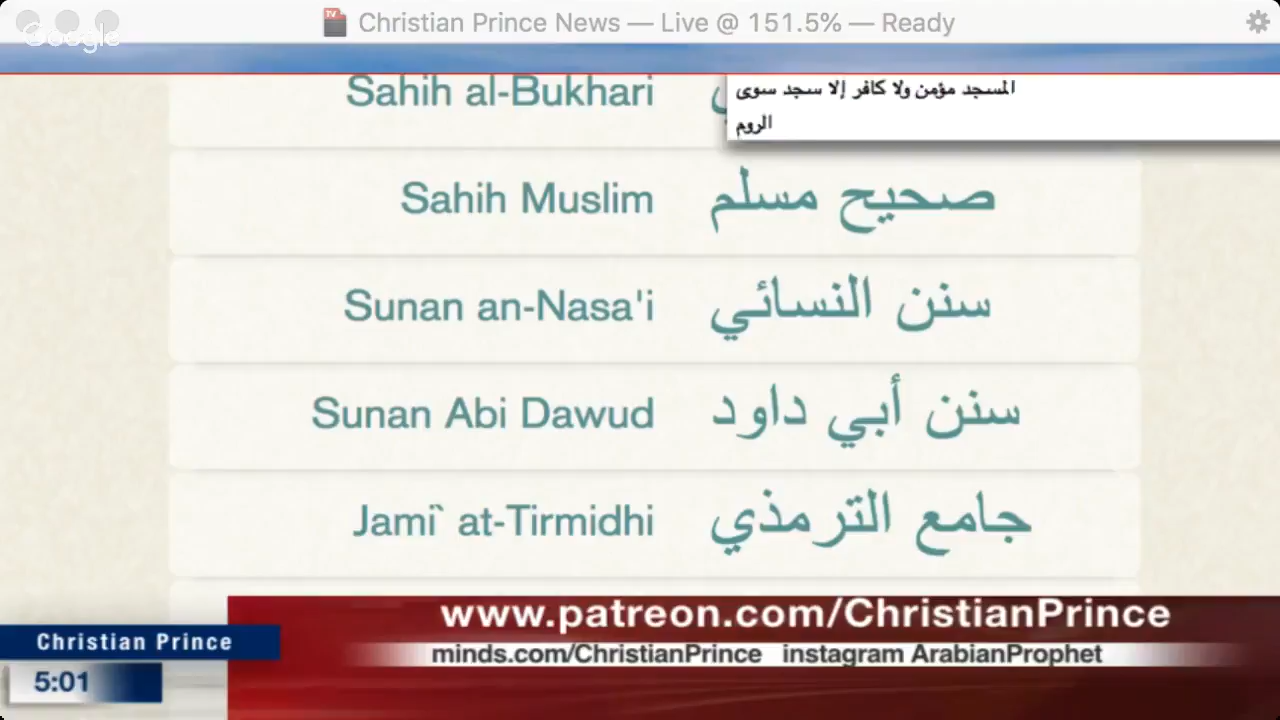 Christian Prince News — Live @ 151.5% — Ready
Google
Sahih al-Bukhari
المسجد مؤمن ولا كافر إلا سجد سوى
الروم
Sahih Muslim صحيح مسلم
Sunan an-Nasa'i سنن النسائي
Sunan Abi Dawud سنن أبي داود
Jami` at-Tirmidhi جامع الترمذي
www.patreon.com/ChristianPrince
Christian Prince
minds.com/ChristianPrince instagram ArabianProphet
5:01